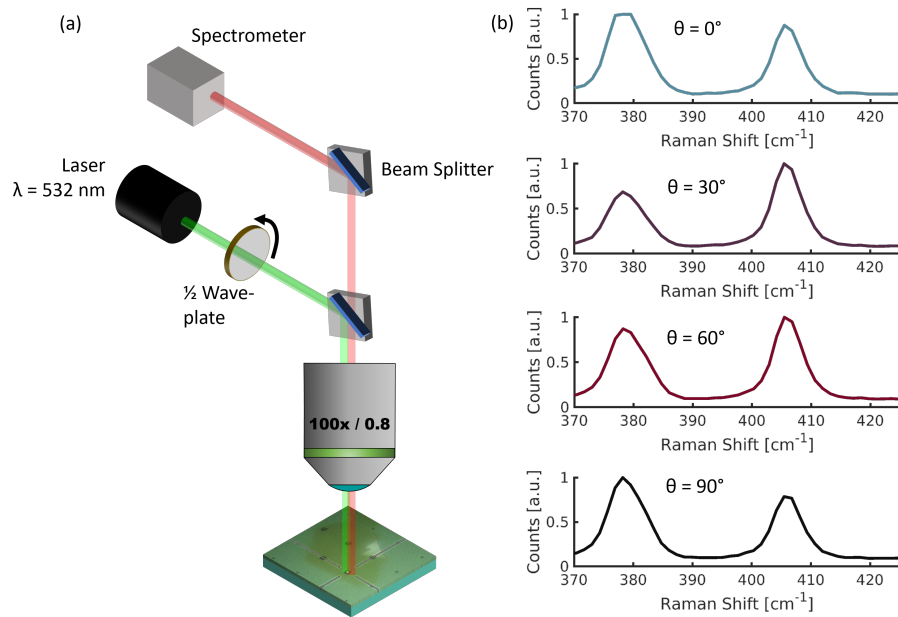 (a)
Spectrometer
Beam Splitter
Laser
λ = 532 nm
½ Wave-
plate
100x / 0.8
(b)
Counts [a.u.]
1
0.5
0
θ = 0°
370 380 390 400 410 420
Raman Shift [cm⁻¹]
Counts [a.u.]
1
0.5
0
θ = 30°
370 380 390 400 410 420
Raman Shift [cm⁻¹]
Counts [a.u.]
1
0.5
0
θ = 60°
370 380 390 400 410 420
Raman Shift [cm⁻¹]
Counts [a.u.]
1
0.5
0
θ = 90°
370 380 390 400 410 420
Raman Shift [cm⁻¹]